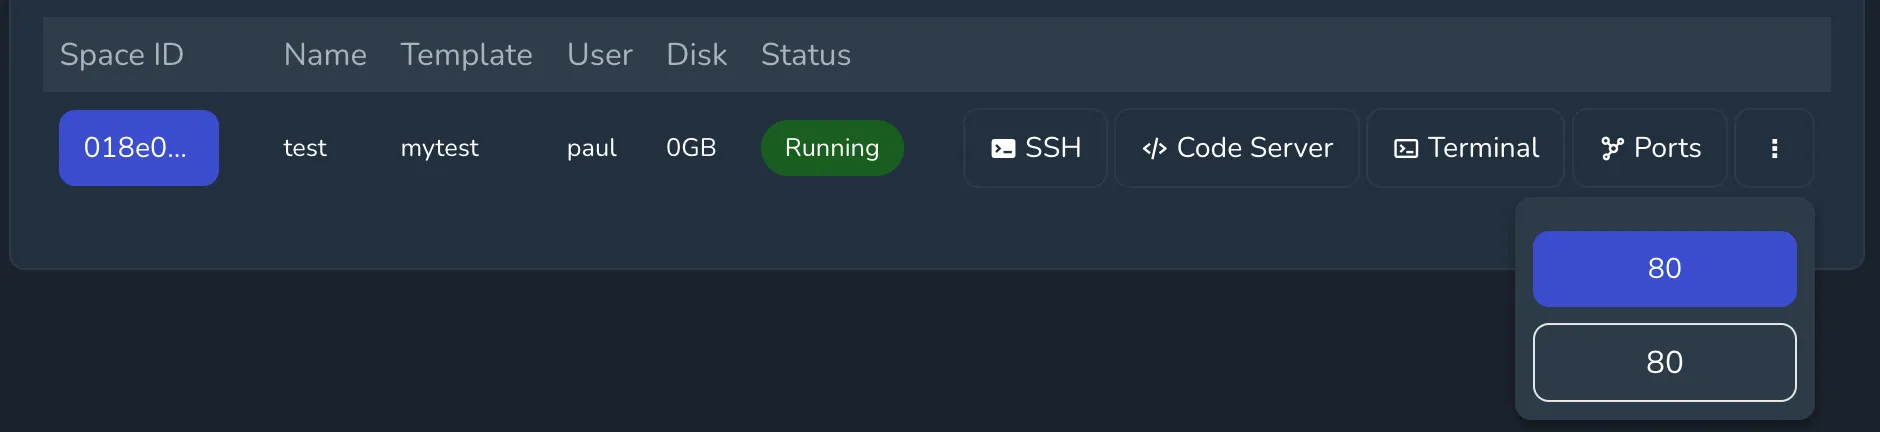 Space ID Name Template User Disk Status
018e0... test mytest paul 0GB Running SSH Code Server Terminal Ports
80
80